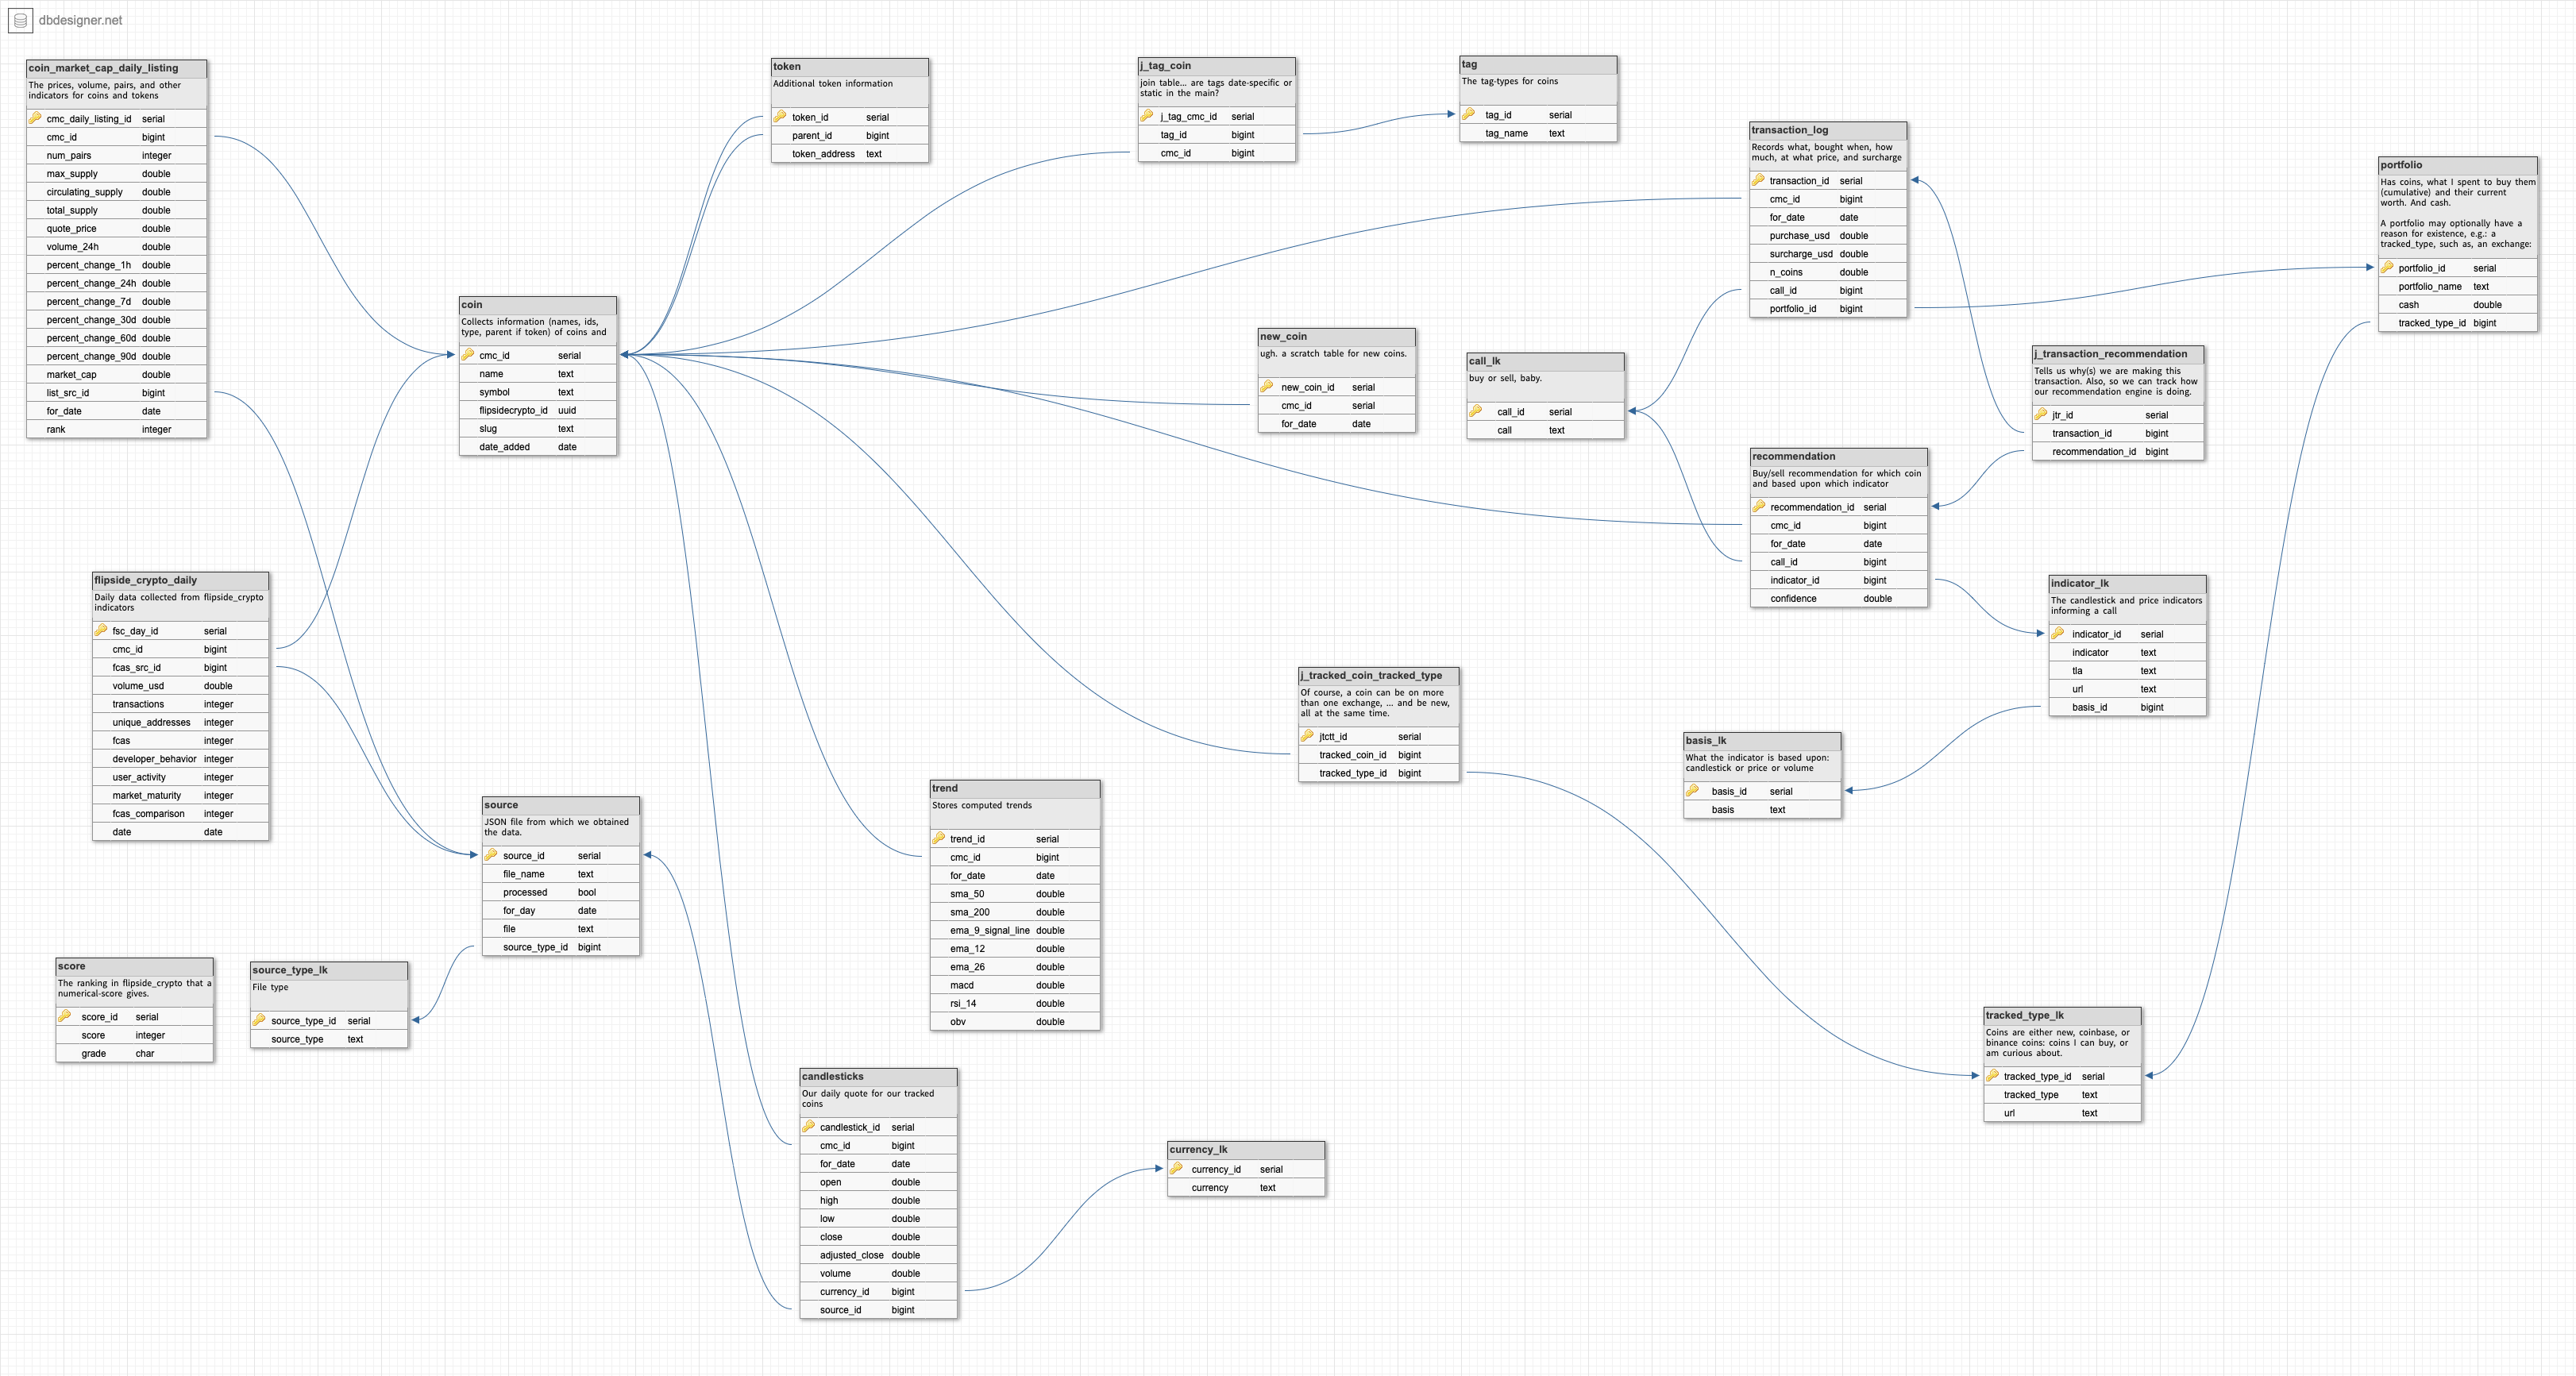 dbdesigner.net
coin_market_cap_daily_listing
The prices, volume, pairs, and other
indicators for coins and tokens
cmc_daily_listing_id serial
cmc_id bigint
num_pairs integer
max_supply double
circulating_supply double
total_supply double
quote_price double
volume_24h double
percent_change_1h double
percent_change_24h double
percent_change_7d double
percent_change_30d double
percent_change_60d double
percent_change_90d double
market_cap double
list_src_id bigint
for_date date
rank integer
token
Additional token information
token_id serial
parent_id bigint
token_address text
j_tag_coin
join table... are tags date-specific or
static in the main?
j_tag_cmc_id serial
tag_id bigint
cmc_id bigint
tag
The tag-types for coins
tag_id serial
tag_name text
transaction_log
Records what, bought when, how
much, at what price, and surcharge
transaction_id serial
cmc_id bigint
for_date date
purchase_usd double
surcharge_usd double
n_coins double
call_id bigint
portfolio_id bigint
portfolio
Has coins, what I spent to buy them
(cumulative) and their current
worth. And cash.
A portfolio may optionally have a
reason for existence, e.g.: a
tracked_type, such as, an exchange:
portfolio_id serial
portfolio_name text
cash double
tracked_type_id bigint
coin
Collects information (names, ids,
type, parent if token) of coins and
cmc_id serial
name text
symbol text
flipsidecrypto_id uuid
slug text
date_added date
new_coin
ugh. a scratch table for new coins.
new_coin_id serial
cmc_id serial
for_date date
call_lk
buy or sell, baby.
call_id serial
call text
j_transaction_recommendation
Tells us why(s) we are making this
transaction. Also, so we can track how
our recommendation engine is doing.
jtr_id serial
transaction_id bigint
recommendation_id bigint
recommendation
Buy/sell recommendation for which coin
and based upon which indicator
recommendation_id serial
cmc_id bigint
for_date date
call_id bigint
indicator_id bigint
confidence double
flipside_crypto_daily
Daily data collected from flipside_crypto
indicators
fsc_day_id serial
cmc_id bigint
fcas_src_id bigint
volume_usd double
transactions integer
unique_addresses integer
fcas integer
developer_behavior integer
user_activity integer
market_maturity integer
fcas_comparison integer
date date
indicator_lk
The candlestick and price indicators
informing a call
indicator_id serial
indicator text
tla text
url text
basis_id bigint
j_tracked_coin_tracked_type
Of course, a coin can be on more
than one exchange, ... and be new,
all at the same time.
jtctt_id serial
tracked_coin_id bigint
tracked_type_id bigint
basis_lk
What the indicator is based upon:
candlestick or price or volume
basis_id serial
basis text
source
JSON file from which we obtained
the data.
source_id serial
file_name text
processed bool
for_day date
file text
source_type_id bigint
trend
Stores computed trends
trend_id serial
cmc_id bigint
for_date date
sma_50 double
sma_200 double
ema_9_signal_line double
ema_12 double
ema_26 double
macd double
rsi_14 double
obv double
score
The ranking in flipside_crypto that a
numerical-score gives.
score_id serial
score integer
grade char
source_type_lk
File type
source_type_id serial
source_type text
tracked_type_lk
Coins are either new, coinbase, or
binance coins: coins I can buy, or
am curious about.
tracked_type_id serial
tracked_type text
url text
candlesticks
Our daily quote for our tracked
coins
candlestick_id serial
cmc_id bigint
for_date date
open double
high double
low double
close double
adjusted_close double
volume double
currency_id bigint
source_id bigint
currency_lk
currency_id serial
currency text